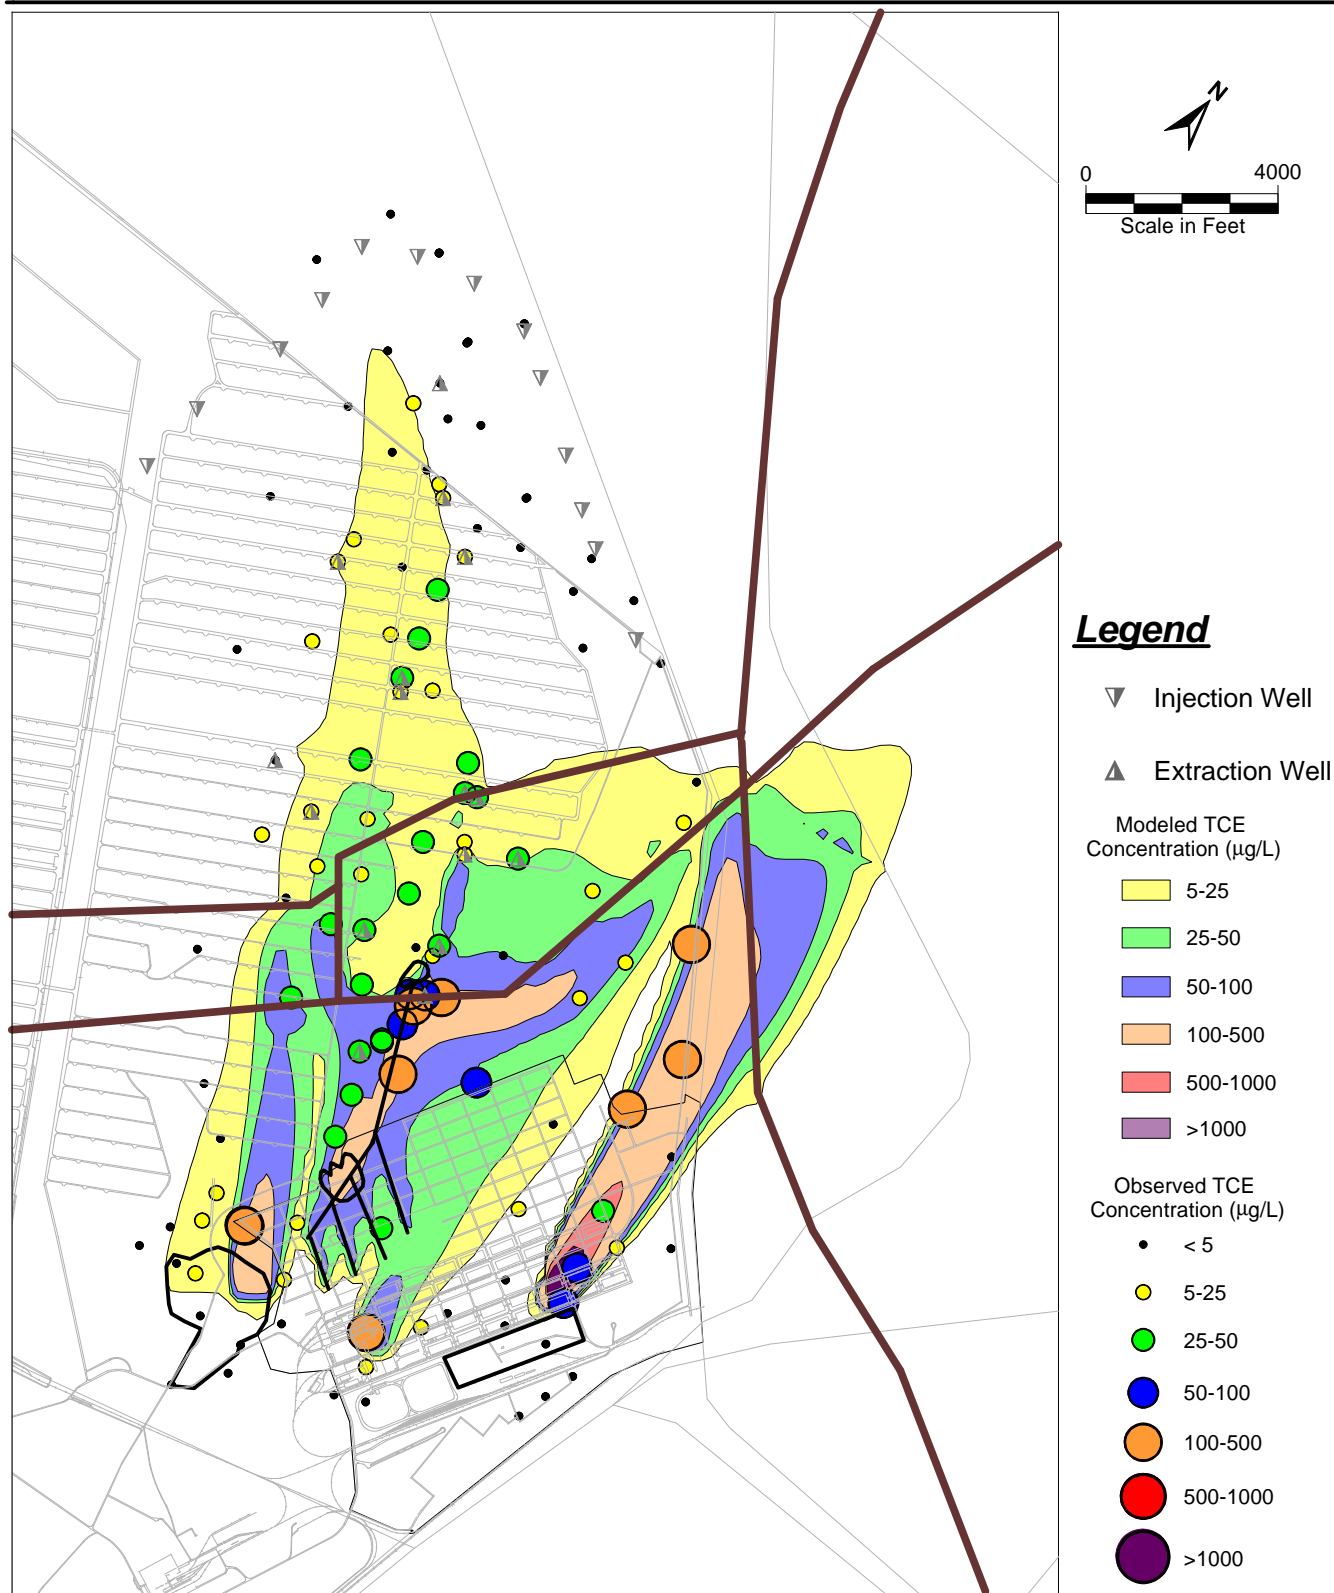 N
0 4000
Scale in Feet
Legend
Injection Well
Extraction Well
Modeled TCE
Concentration (µg/L)
5-25
25-50
50-100
100-500
500-1000
>1000
Observed TCE
Concentration (µg/L)
< 5
5-25
25-50
50-100
100-500
500-1000
>1000